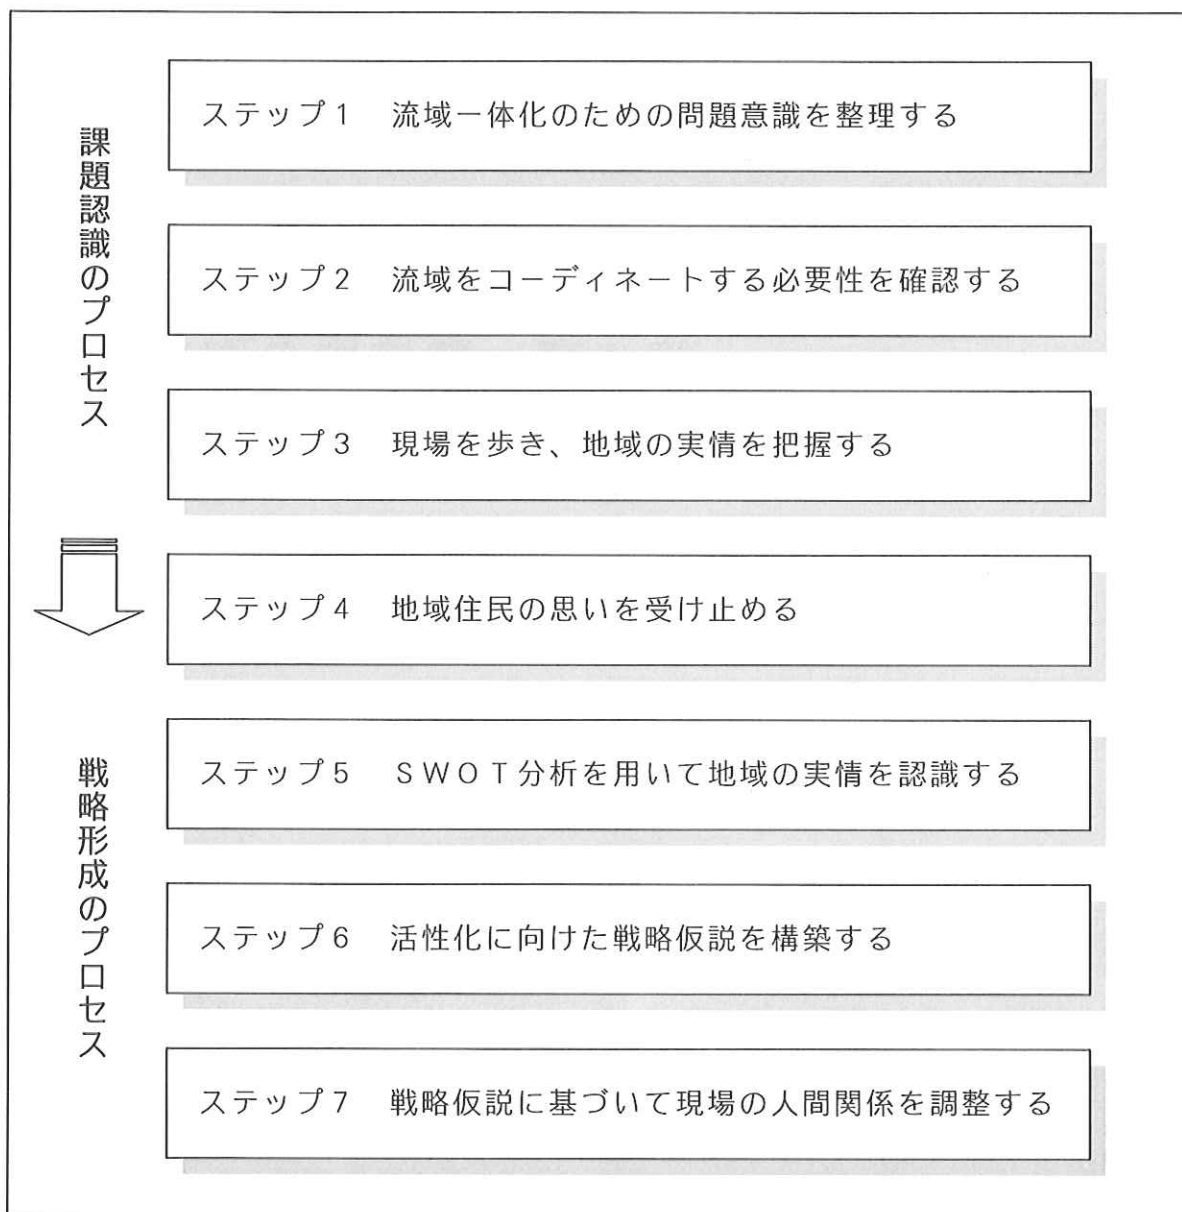 課題認識のプロセス
ステップ1 流域一体化のための問題意識を整理する
ステップ2 流域をコーディネートする必要性を確認する
ステップ3 現場を歩き、地域の実情を把握する
ステップ4 地域住民の思いを受け止める
戦略形成のプロセス
ステップ5 SWOT分析を用いて地域の実情を認識する
ステップ6 活性化に向けた戦略仮説を構築する
ステップ7 戦略仮説に基づいて現場の人間関係を調整する